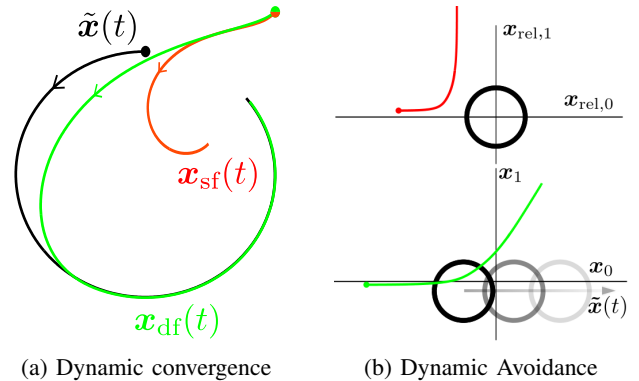 x̃(t)
x_sf(t)
x_df(t)
(a) Dynamic convergence
x_rel,1
x_rel,0
x_1
x_0
x̃(t)
(b) Dynamic Avoidance